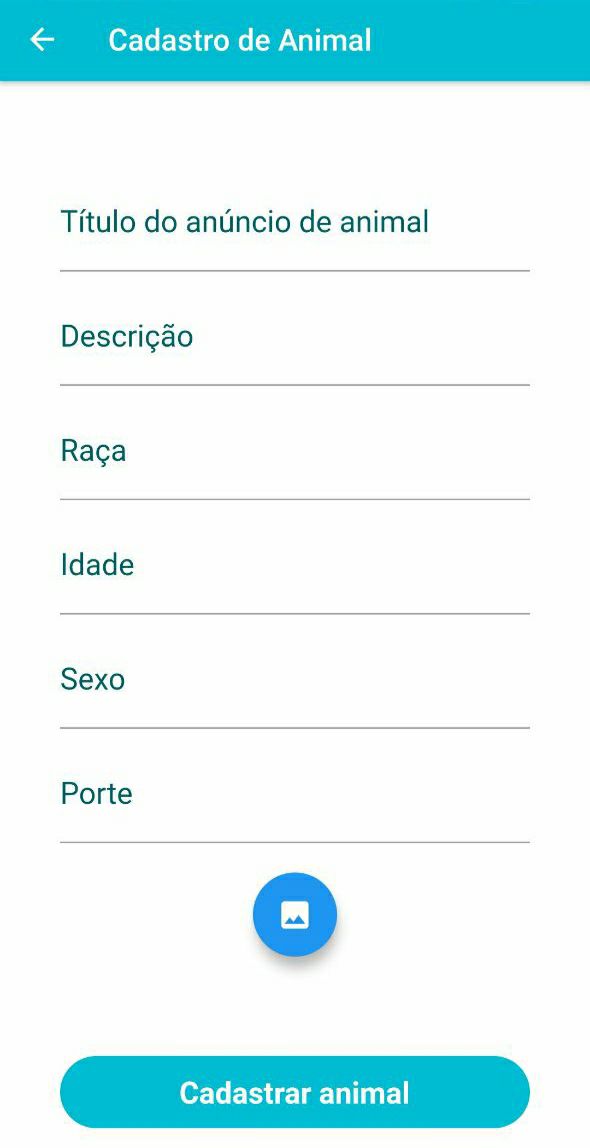 Cadastro de Animal
Título do anúncio de animal
Descrição
Raça
Idade
Sexo
Porte
Cadastrar animal